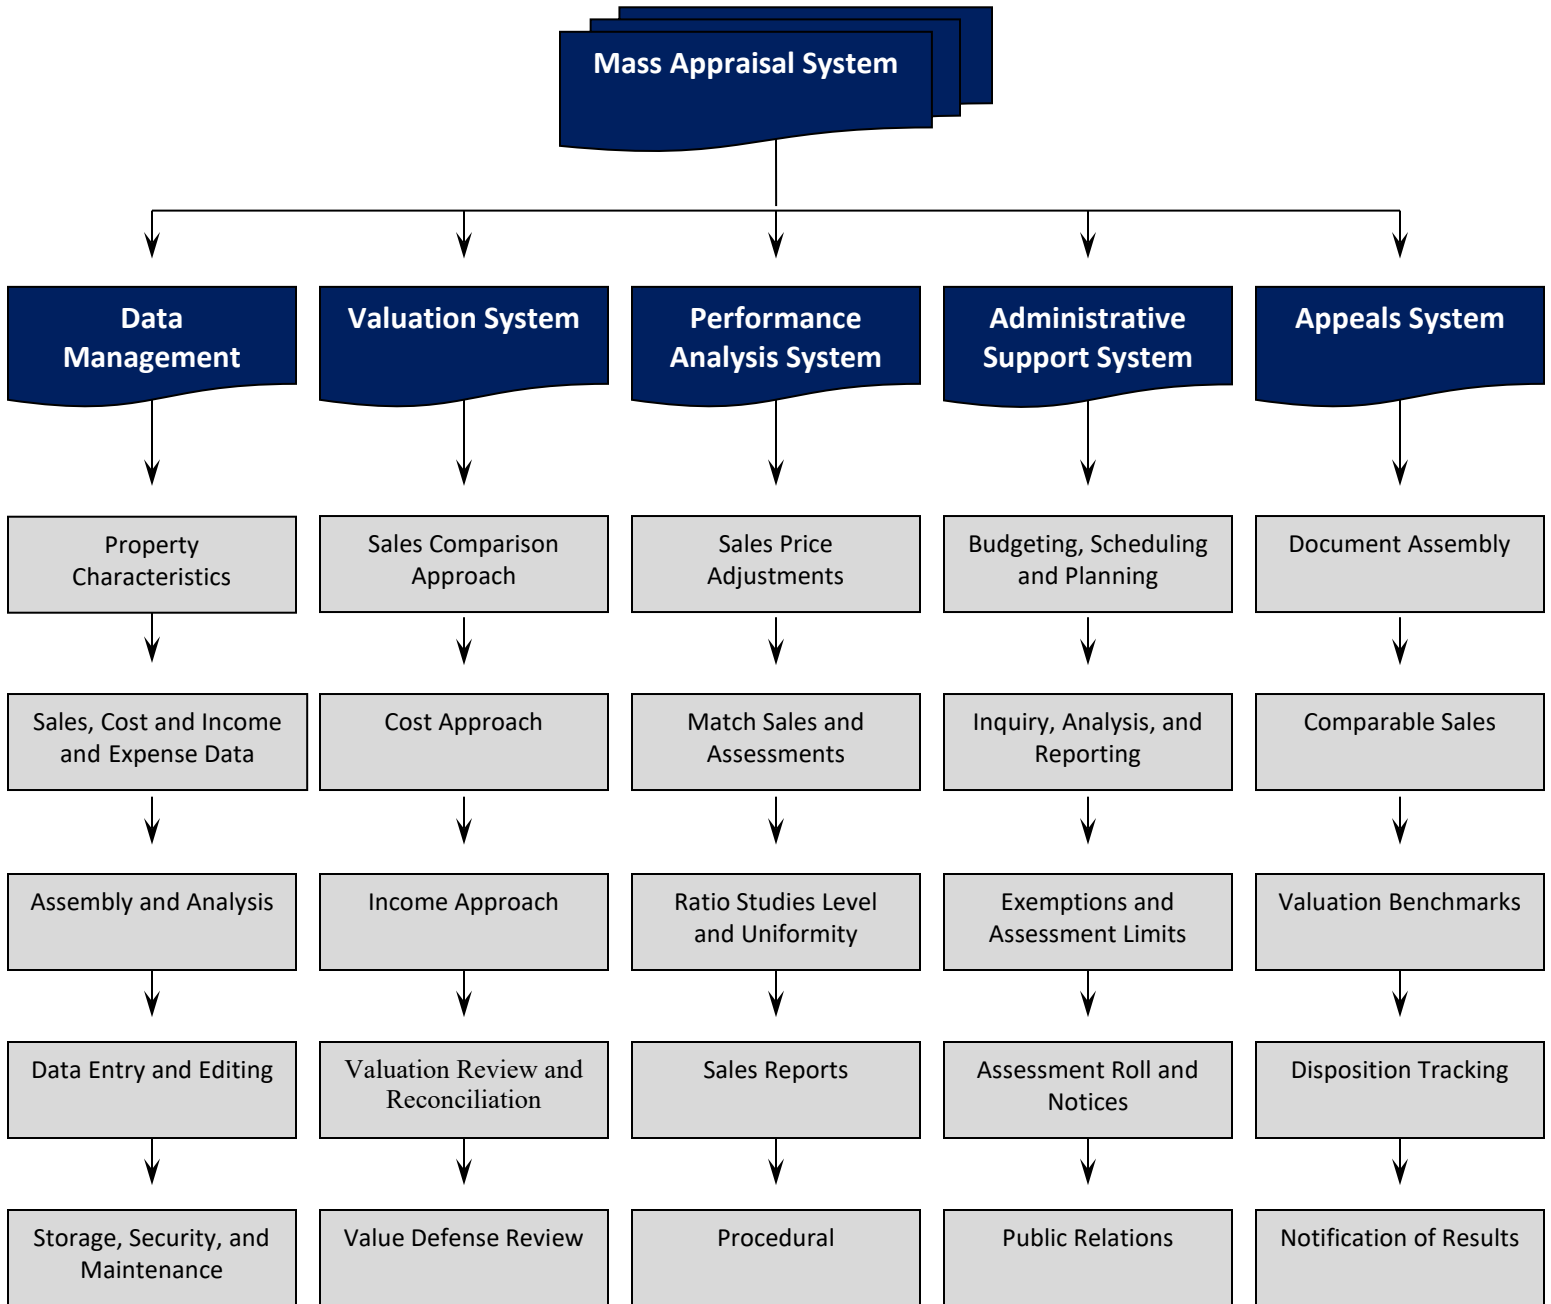 Mass Appraisal System
Data
Management
Valuation System
Performance
Analysis System
Administrative
Support System
Appeals System
Property
Characteristics
Sales Comparison
Approach
Sales Price
Adjustments
Budgeting, Scheduling
and Planning
Document Assembly
Sales, Cost and Income
and Expense Data
Cost Approach
Match Sales and
Assessments
Inquiry, Analysis, and
Reporting
Comparable Sales
Assembly and Analysis
Income Approach
Ratio Studies Level
and Uniformity
Exemptions and
Assessment Limits
Valuation Benchmarks
Data Entry and Editing
Valuation Review and
Reconciliation
Sales Reports
Assessment Roll and
Notices
Disposition Tracking
Storage, Security, and
Maintenance
Value Defense Review
Procedural
Public Relations
Notification of Results